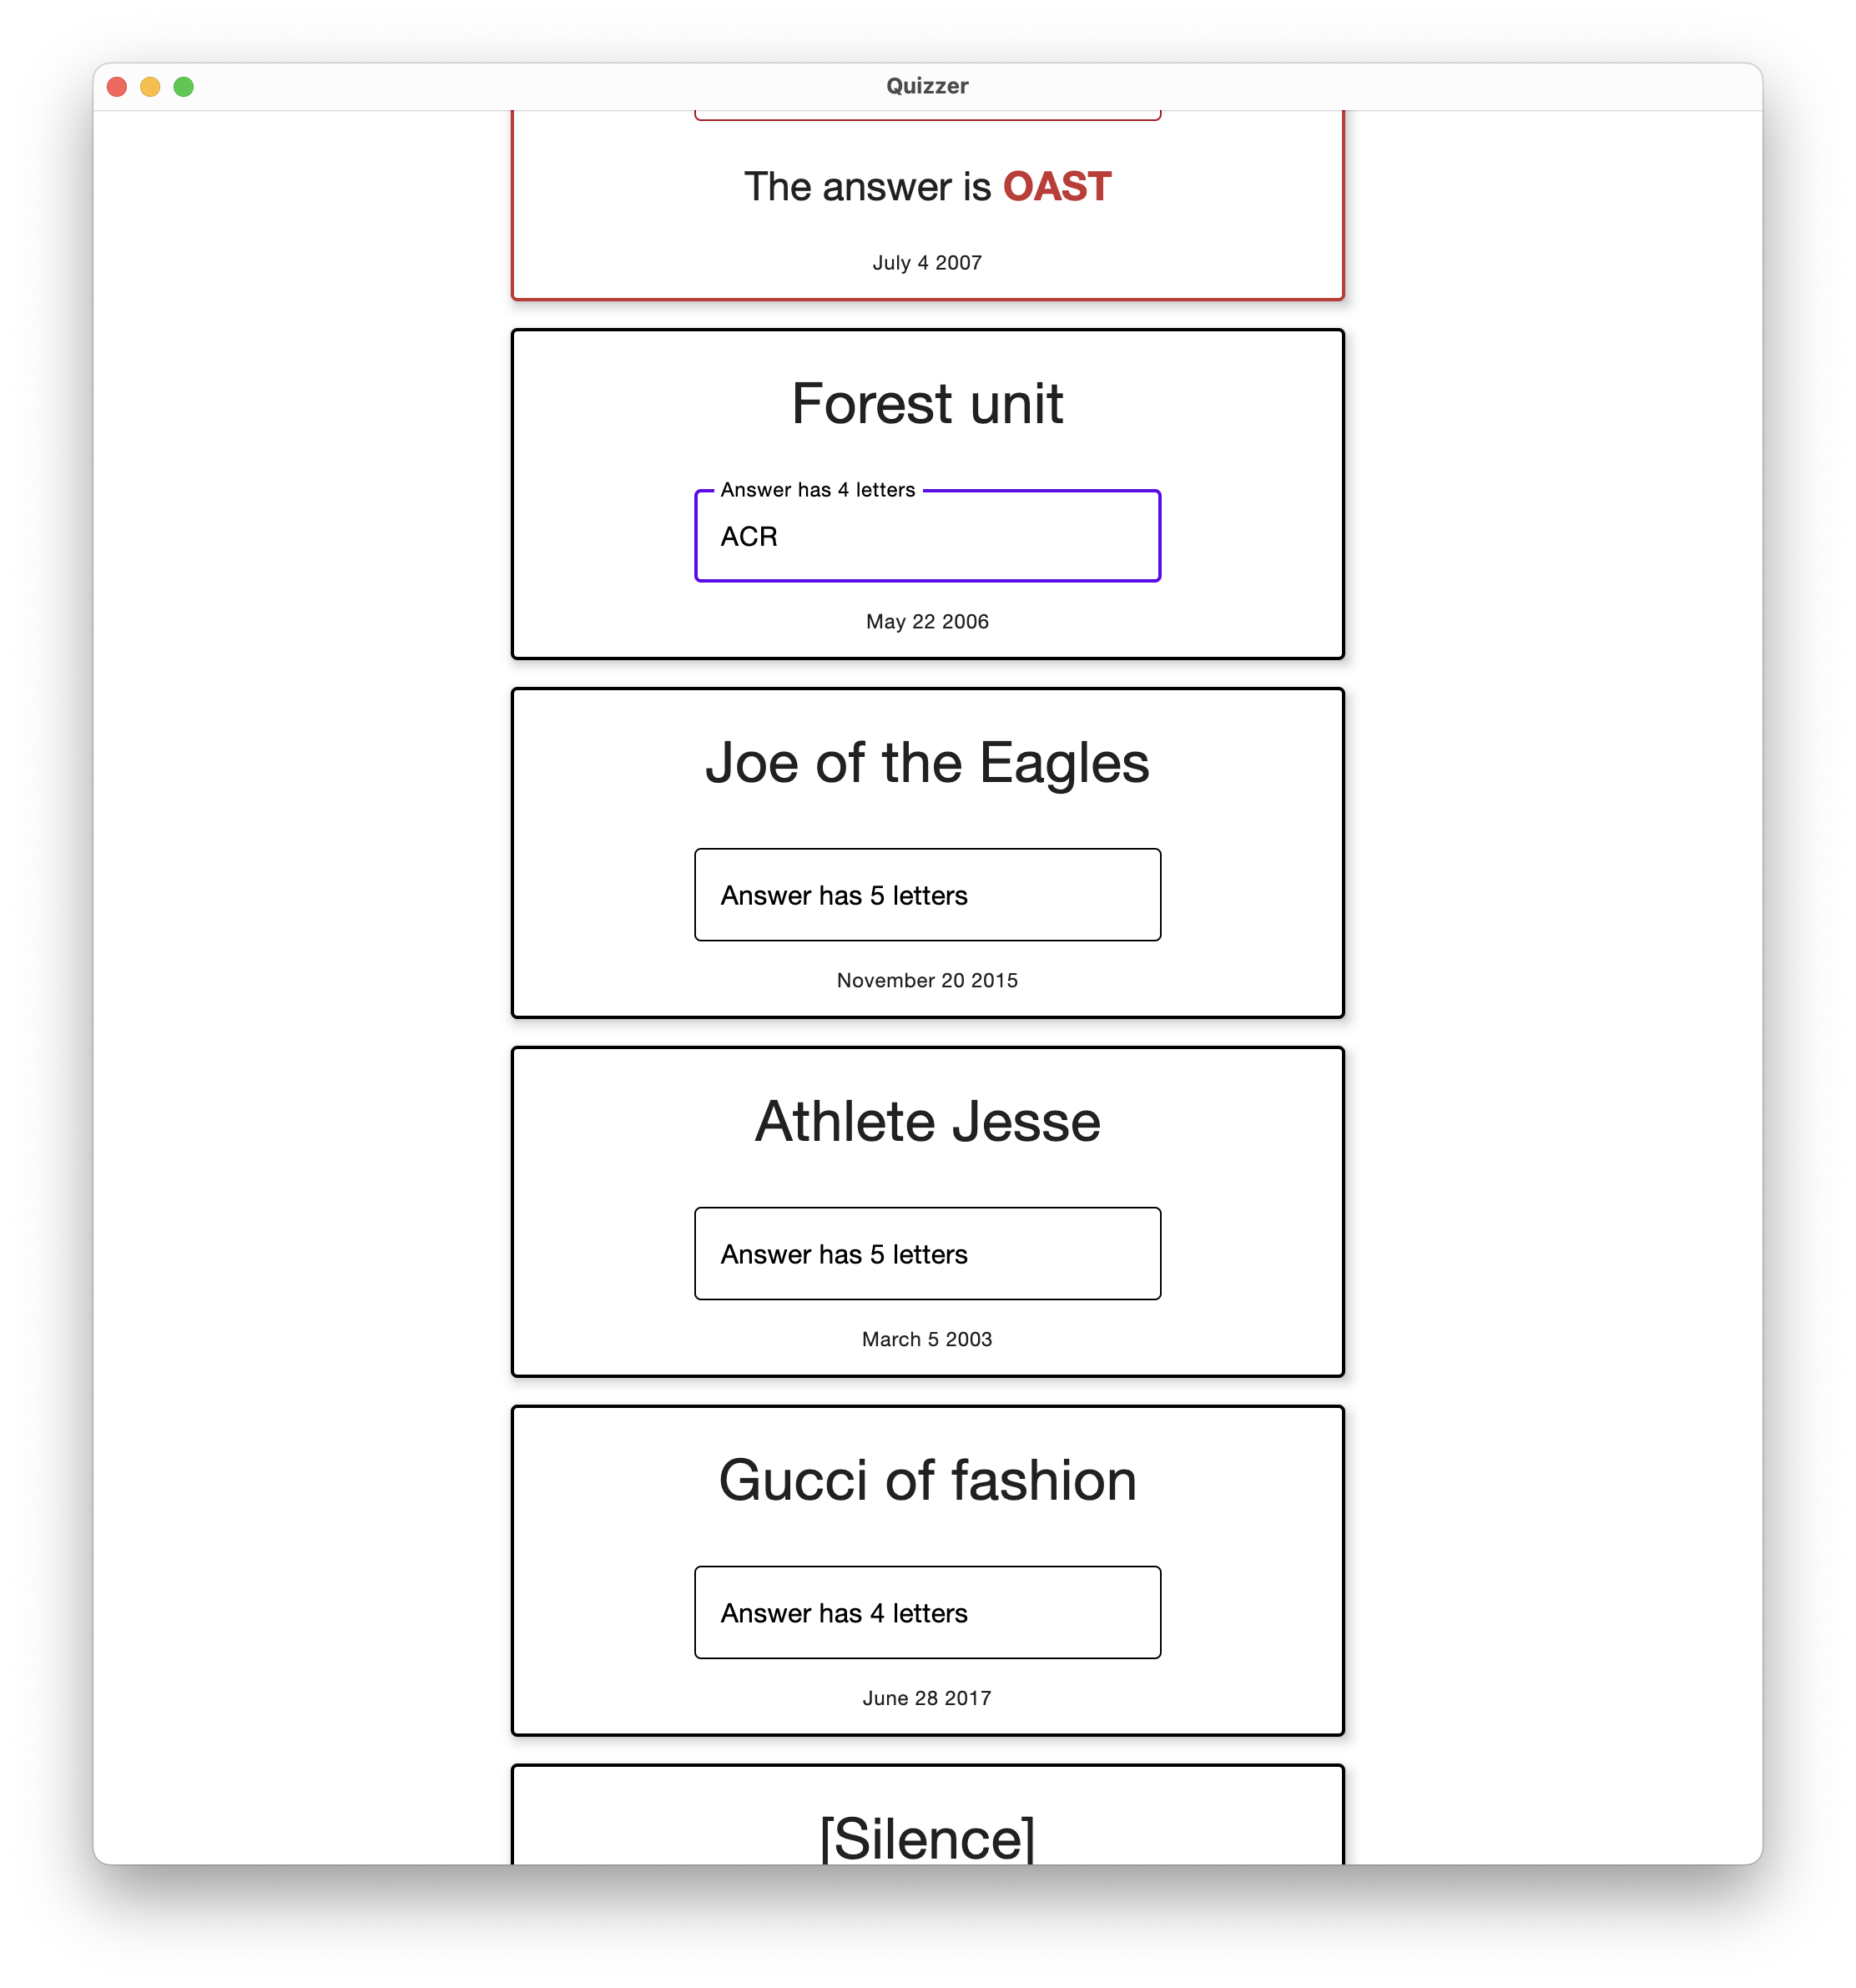 Quizzer
The answer is OAST
July 4 2007
Forest unit
Answer has 4 letters
ACR
May 22 2006
Joe of the Eagles
Answer has 5 letters
November 20 2015
Athlete Jesse
Answer has 5 letters
March 5 2003
Gucci of fashion
Answer has 4 letters
June 28 2017
[Silence]